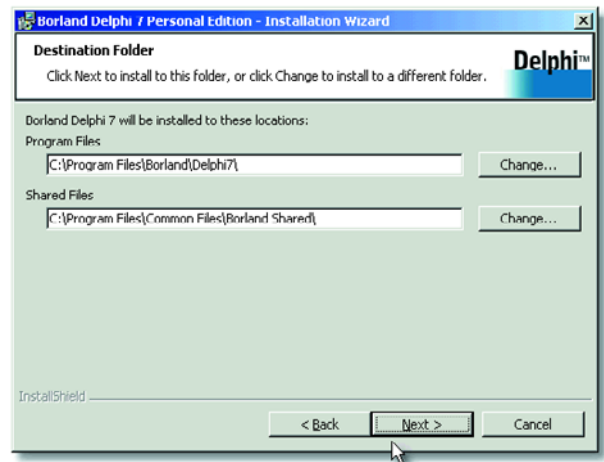 Borland Delphi 7 Personal Edition - Installation Wizard
Destination Folder
Click Next to install to this folder, or click Change to install to a different folder.
Delphi™
Borland Delphi 7 will be installed to these locations:
Program Files
C:\Program Files\Borland\Delphi7\
Change...
Shared Files
C:\Program Files\Common Files\Borland Shared\
Change...
InstallShield
< Back
Next >
Cancel